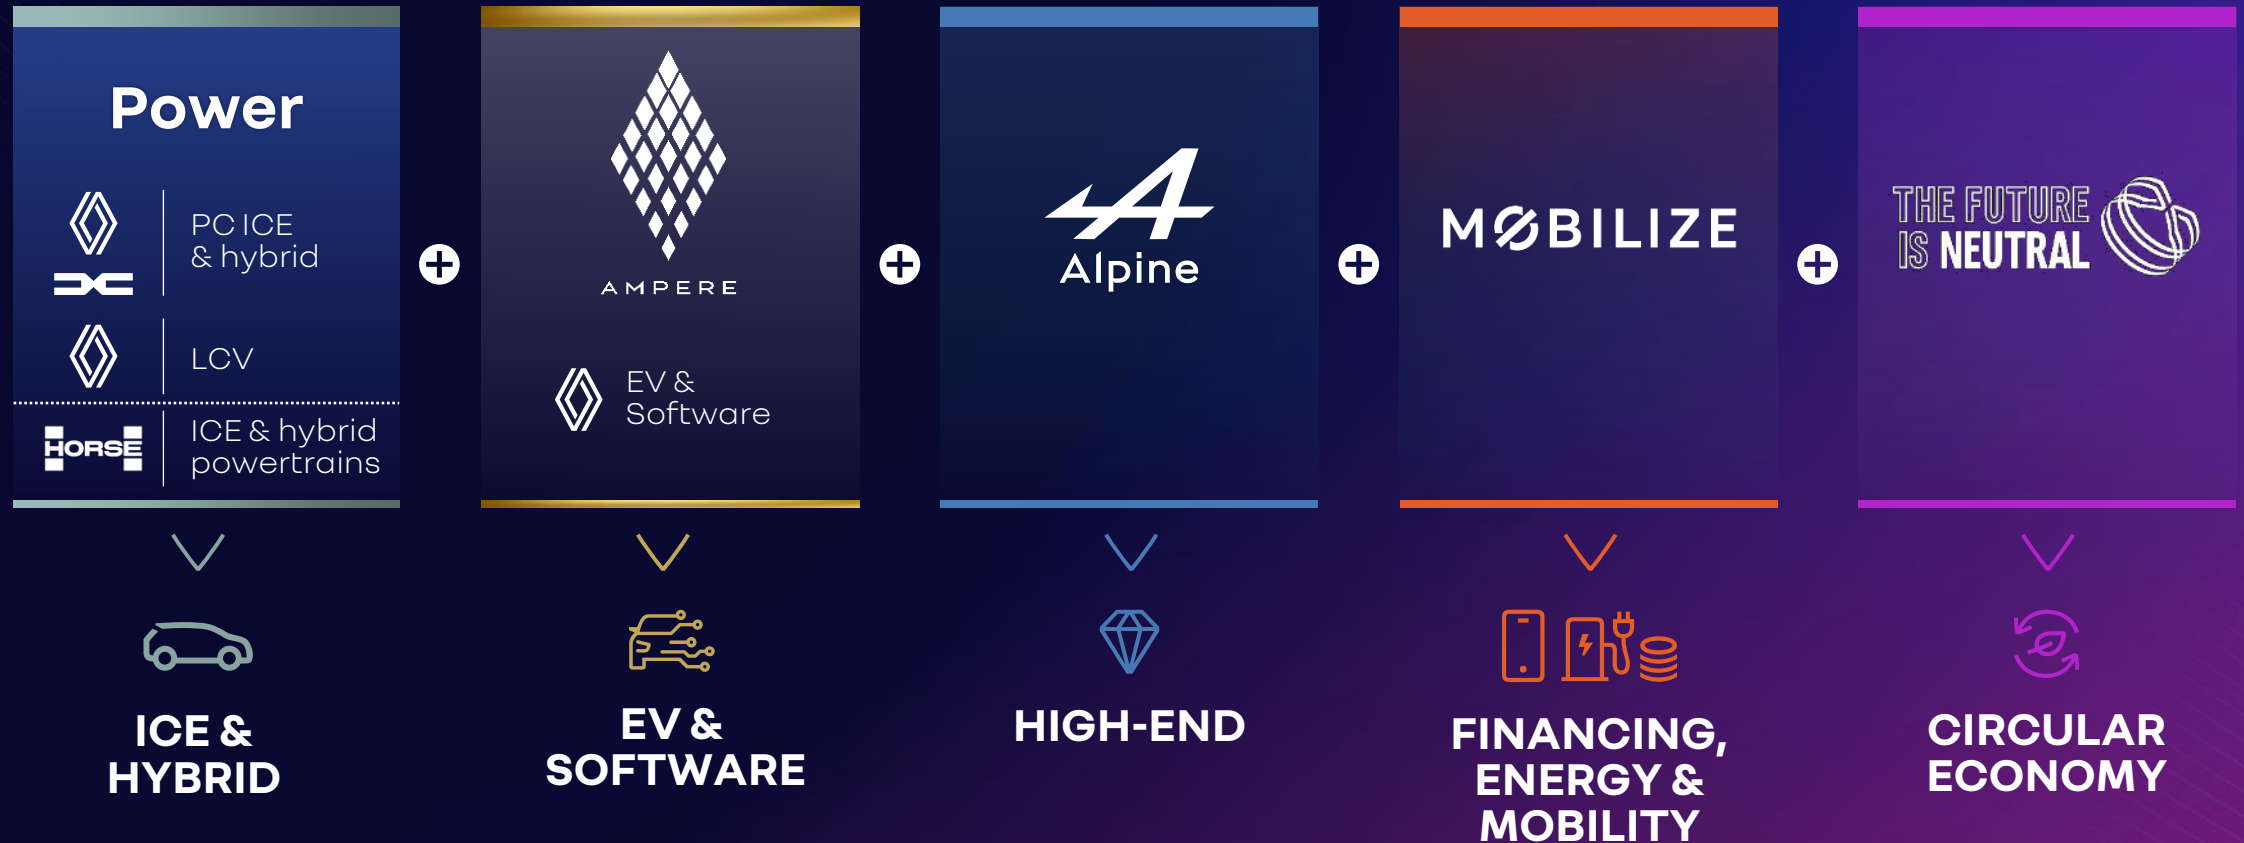 Power
PC ICE
& hybrid
LCV
HORSE
ICE & hybrid
powertrains
AMPERE
EV &
Software
Alpine
MOBILIZE
THE FUTURE
IS NEUTRAL
ICE &
HYBRID
EV &
SOFTWARE
HIGH-END
FINANCING,
ENERGY &
MOBILITY
CIRCULAR
ECONOMY